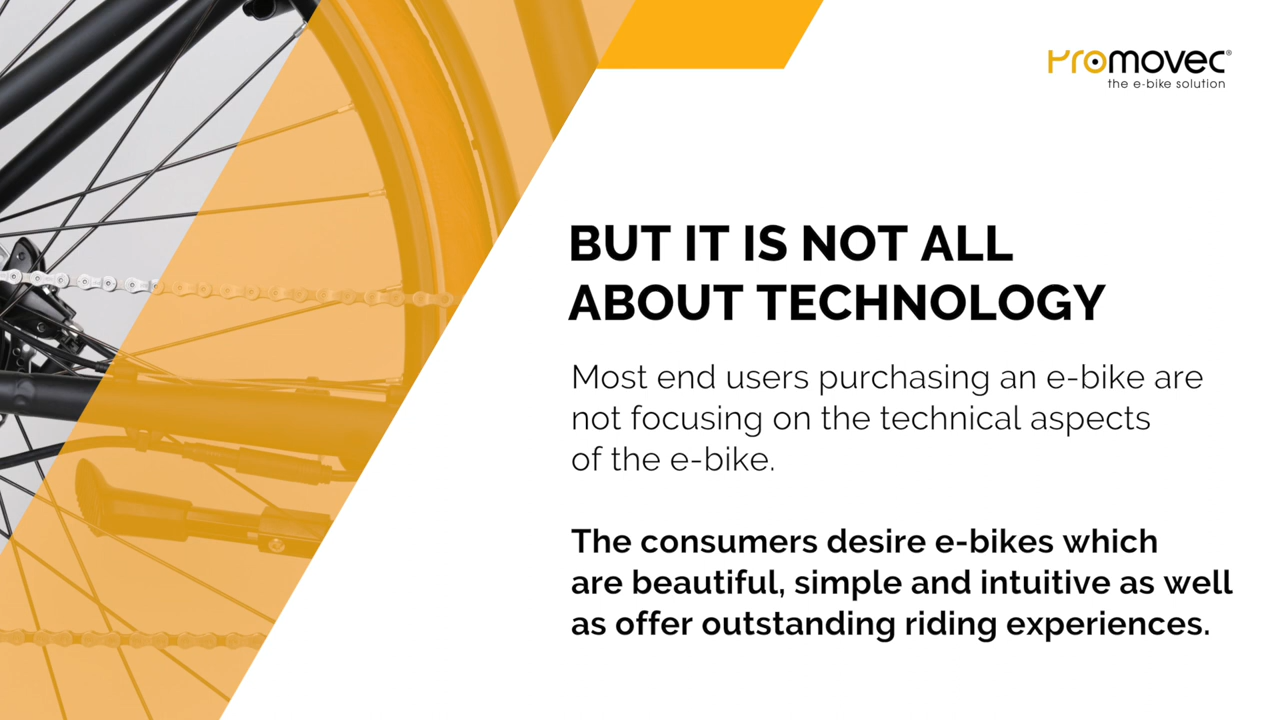 Promovec®
the e-bike solution
BUT IT IS NOT ALL
ABOUT TECHNOLOGY
Most end users purchasing an e-bike are
not focusing on the technical aspects
of the e-bike.
The consumers desire e-bikes which
are beautiful, simple and intuitive as well
as offer outstanding riding experiences.